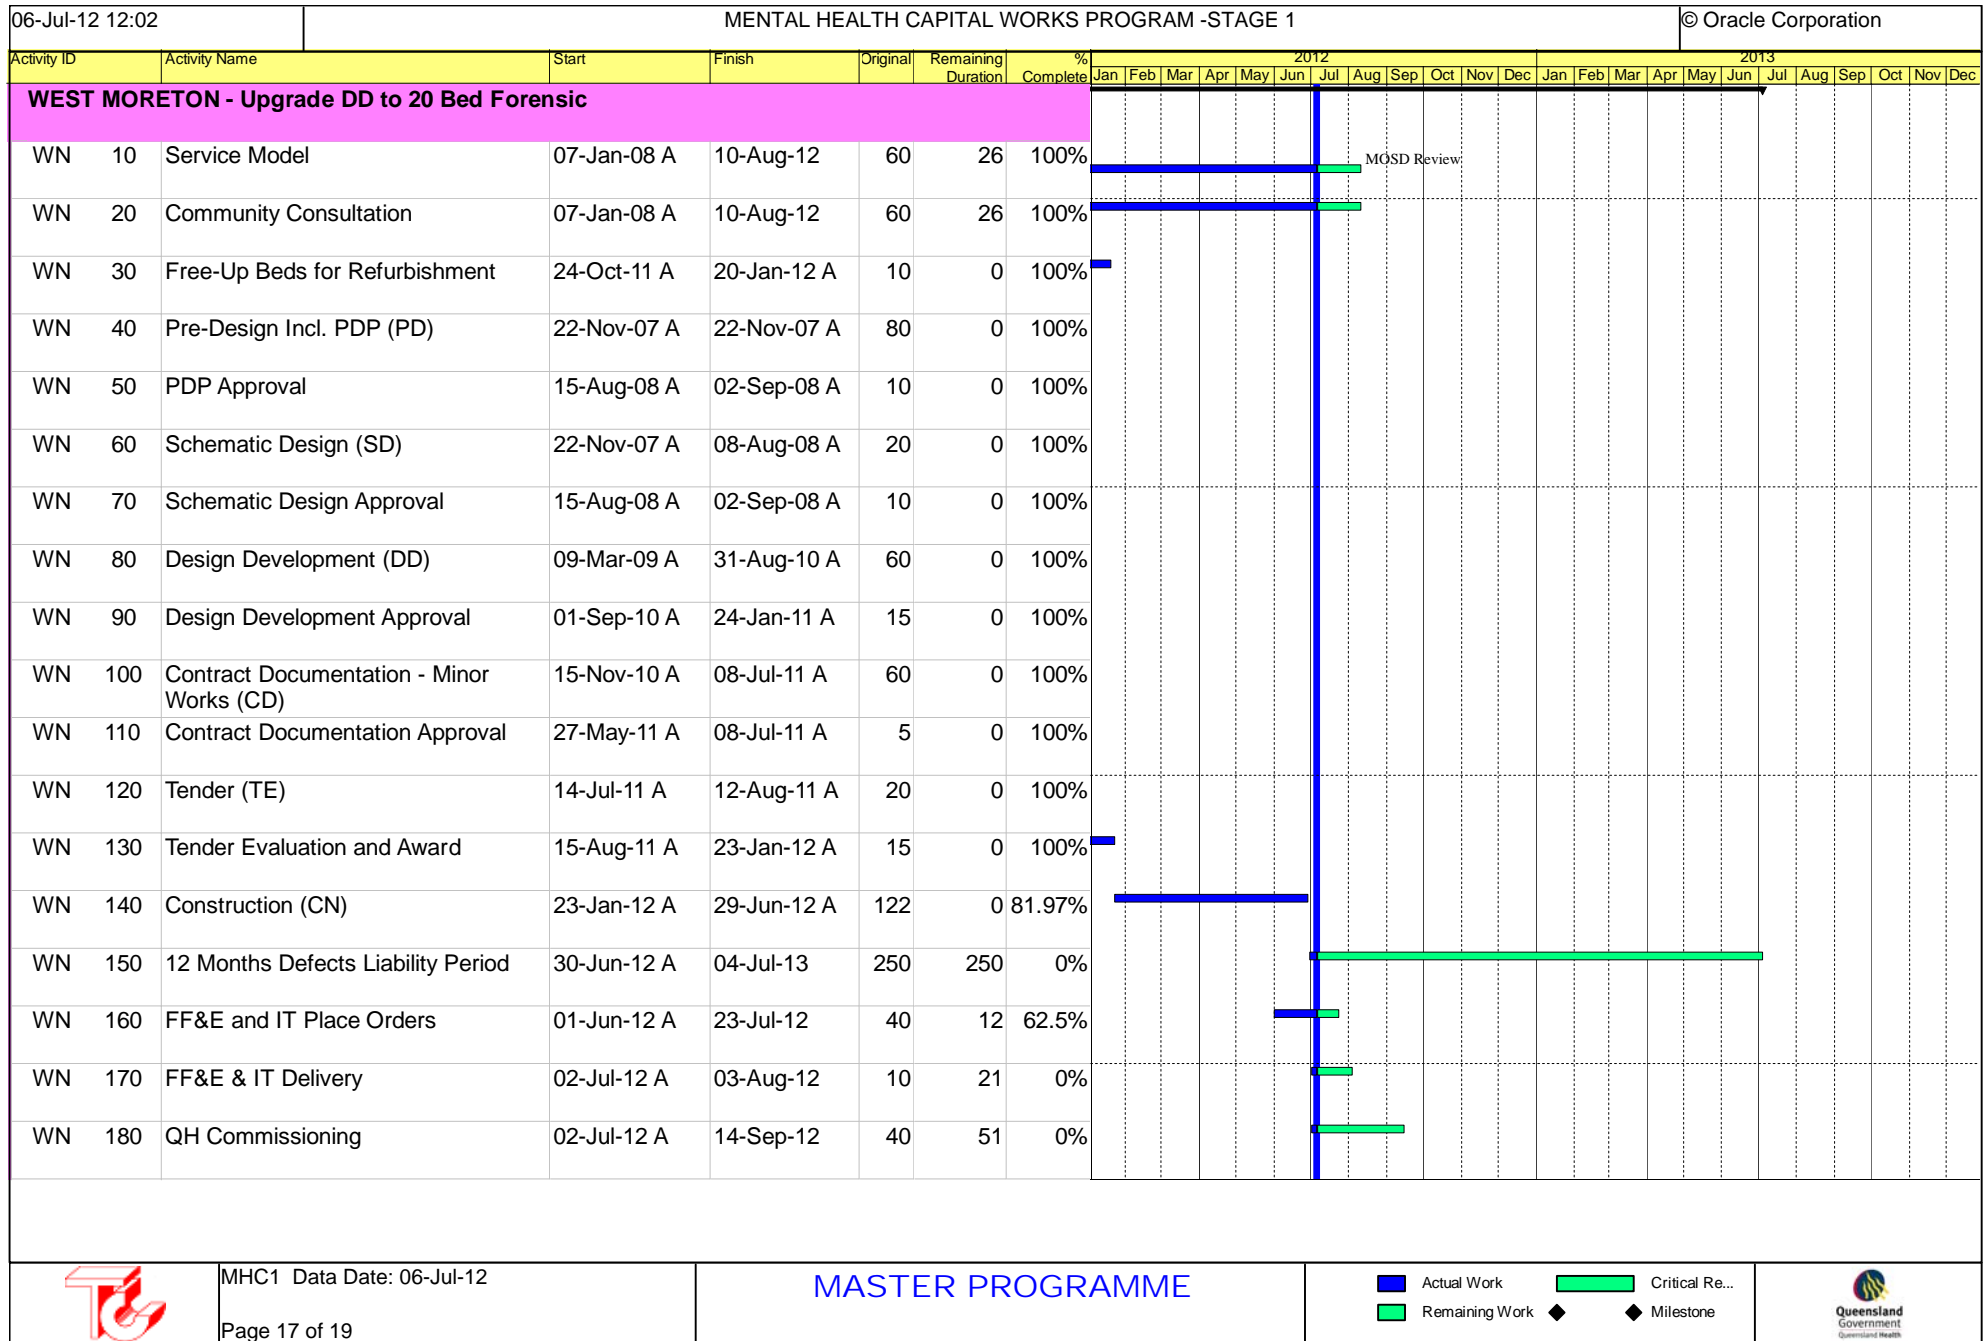 06-Jul-12 12:02 MENTAL HEALTH CAPITAL WORKS PROGRAM -STAGE 1 © Oracle Corporation
Activity ID Activity Name Start Finish Original Remaining Duration % Complete 2012 2013
Jan Feb Mar Apr May Jun Jul Aug Sep Oct Nov Dec Jan Feb Mar Apr May Jun Jul Aug Sep Oct Nov Dec
WEST MORETON - Upgrade DD to 20 Bed Forensic
WN 10 Service Model 07-Jan-08 A 10-Aug-12 60 26 100% MOSD Review
WN 20 Community Consultation 07-Jan-08 A 10-Aug-12 60 26 100%
WN 30 Free-Up Beds for Refurbishment 24-Oct-11 A 20-Jan-12 A 10 0 100%
WN 40 Pre-Design Incl. PDP (PD) 22-Nov-07 A 22-Nov-07 A 80 0 100%
WN 50 PDP Approval 15-Aug-08 A 02-Sep-08 A 10 0 100%
WN 60 Schematic Design (SD) 22-Nov-07 A 08-Aug-08 A 20 0 100%
WN 70 Schematic Design Approval 15-Aug-08 A 02-Sep-08 A 10 0 100%
WN 80 Design Development (DD) 09-Mar-09 A 31-Aug-10 A 60 0 100%
WN 90 Design Development Approval 01-Sep-10 A 24-Jan-11 A 15 0 100%
WN 100 Contract Documentation - Minor Works (CD) 15-Nov-10 A 08-Jul-11 A 60 0 100%
WN 110 Contract Documentation Approval 27-May-11 A 08-Jul-11 A 5 0 100%
WN 120 Tender (TE) 14-Jul-11 A 12-Aug-11 A 20 0 100%
WN 130 Tender Evaluation and Award 15-Aug-11 A 23-Jan-12 A 15 0 100%
WN 140 Construction (CN) 23-Jan-12 A 29-Jun-12 A 122 0 81.97%
WN 150 12 Months Defects Liability Period 30-Jun-12 A 04-Jul-13 250 250 0%
WN 160 FF&E and IT Place Orders 01-Jun-12 A 23-Jul-12 40 12 62.5%
WN 170 FF&E & IT Delivery 02-Jul-12 A 03-Aug-12 10 21 0%
WN 180 QH Commissioning 02-Jul-12 A 14-Sep-12 40 51 0%
MHC1 Data Date: 06-Jul-12
Page 17 of 19
MASTER PROGRAMME
Actual Work Critical Re...
Remaining Work Milestone
Queensland
Government
Queensland Health